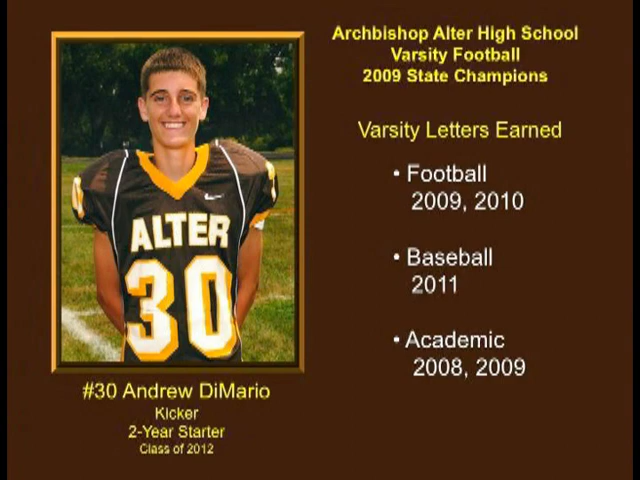 Archbishop Alter High School
Varsity Football
2009 State Champions
Varsity Letters Earned
• Football
2009, 2010
• Baseball
2011
• Academic
2008, 2009
ALTER
30
#30 Andrew DiMario
Kicker
2-Year Starter
Class of 2012